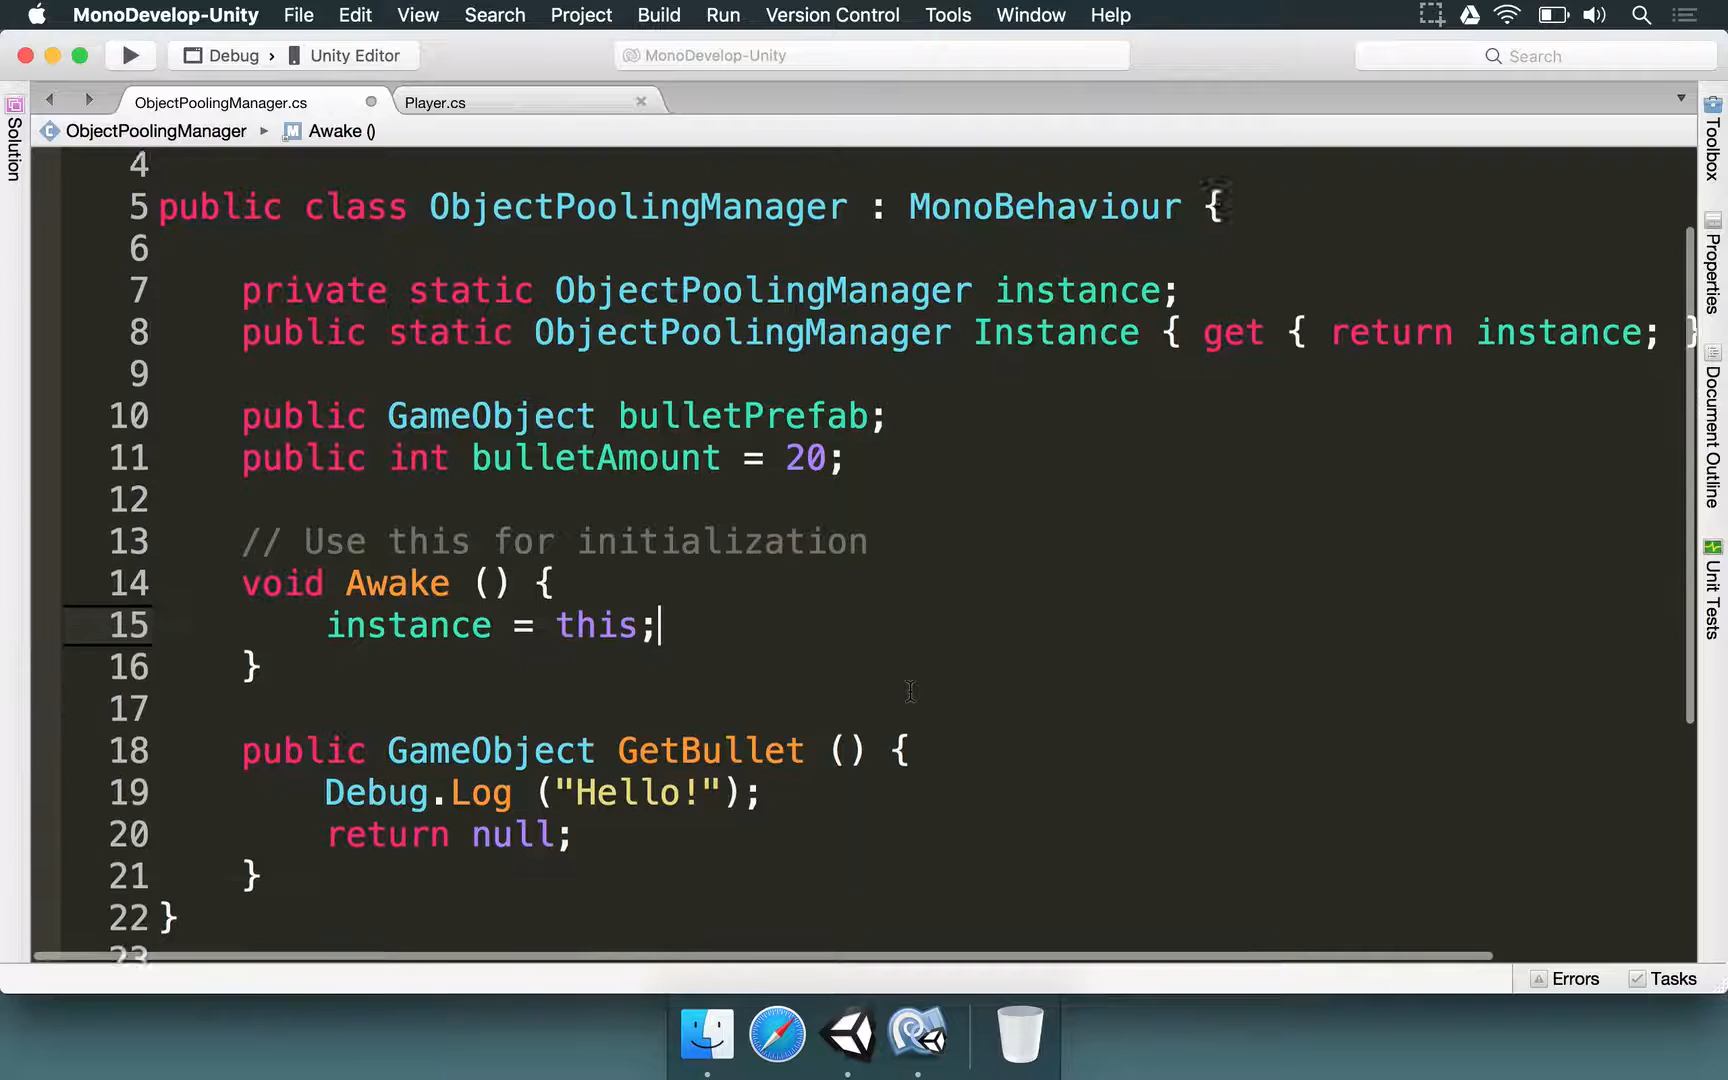 MonoDevelop-Unity File Edit View Search Project Build Run Version Control Tools Window Help
Debug › Unity Editor MonoDevelop-Unity Search
ObjectPoolingManager.cs Player.cs
ObjectPoolingManager Awake ()
Solution
4
5 public class ObjectPoolingManager : MonoBehaviour {
6
7 private static ObjectPoolingManager instance;
8 public static ObjectPoolingManager Instance { get { return instance; }
9
10 public GameObject bulletPrefab;
11 public int bulletAmount = 20;
12
13 // Use this for initialization
14 void Awake () {
15 instance = this;
16 }
17
18 public GameObject GetBullet () {
19 Debug.Log ("Hello!");
20 return null;
21 }
22 }
23
Toolbox
Properties
Document Outline
Unit Tests
Errors Tasks